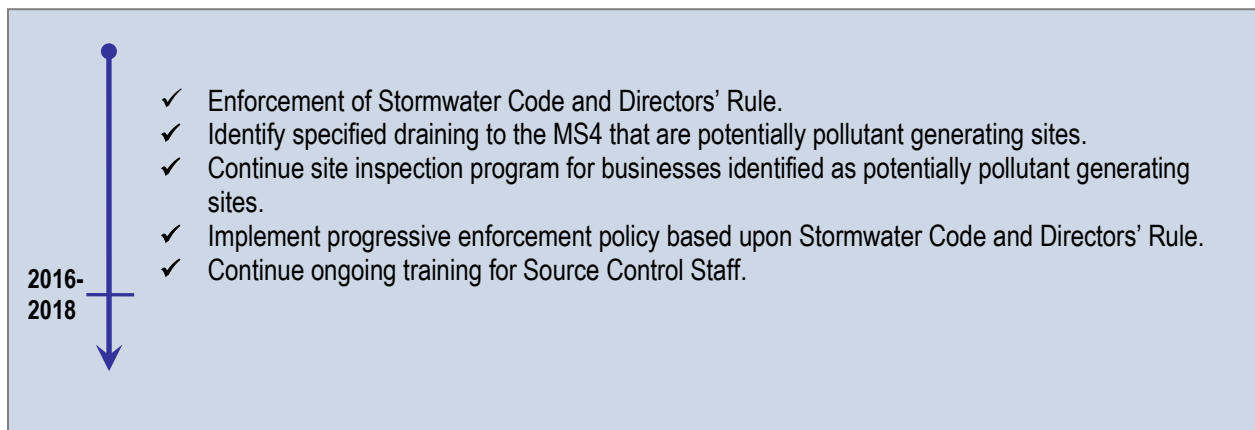 ✓ Enforcement of Stormwater Code and Directors' Rule.
✓ Identify specified draining to the MS4 that are potentially pollutant generating sites.
✓ Continue site inspection program for businesses identified as potentially pollutant generating
sites.
✓ Implement progressive enforcement policy based upon Stormwater Code and Directors' Rule.
✓ Continue ongoing training for Source Control Staff.
2016-
2018